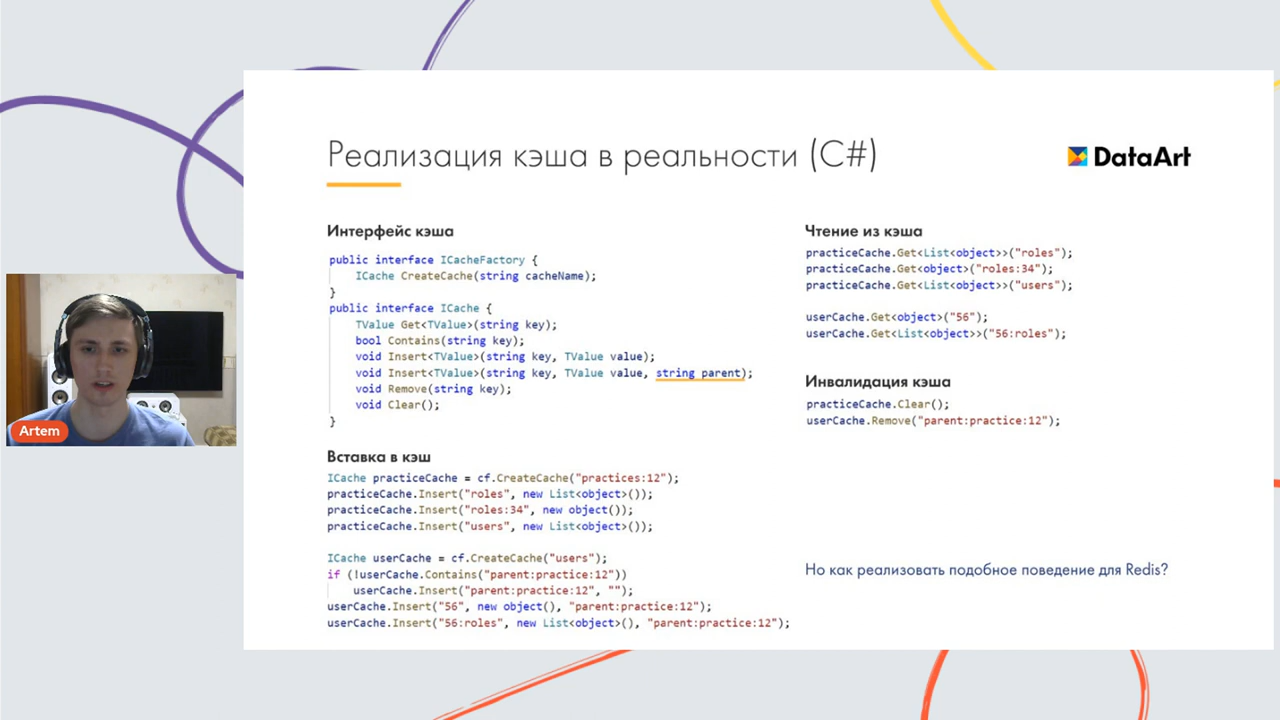 Реализация кэша в реальности (C#)
DataArt
Интерфейс кэша
public interface ICacheFactory {
ICache CreateCache(string cacheName);
}
public interface ICache {
TValue Get<TValue>(string key);
bool Contains(string key);
void Insert<TValue>(string key, TValue value);
void Insert<TValue>(string key, TValue value, string parent);
void Remove(string key);
void Clear();
}
Вставка в кэш
ICache practiceCache = cf.CreateCache("practices:12");
practiceCache.Insert("roles", new List<object>());
practiceCache.Insert("roles:34", new object());
practiceCache.Insert("users", new List<object>());
ICache userCache = cf.CreateCache("users");
if (!userCache.Contains("parent:practice:12"))
userCache.Insert("parent:practice:12", "");
userCache.Insert("56", new object(), "parent:practice:12");
userCache.Insert("56:roles", new List<object>(), "parent:practice:12");
Чтение из кэша
practiceCache.Get<List<object>>("roles");
practiceCache.Get<object>("roles:34");
practiceCache.Get<List<object>>("users");
userCache.Get<object>("56");
userCache.Get<List<object>>("56:roles");
Инвалидация кэша
practiceCache.Clear();
userCache.Remove("parent:practice:12");
Но как реализовать подобное поведение для Redis?
Artem